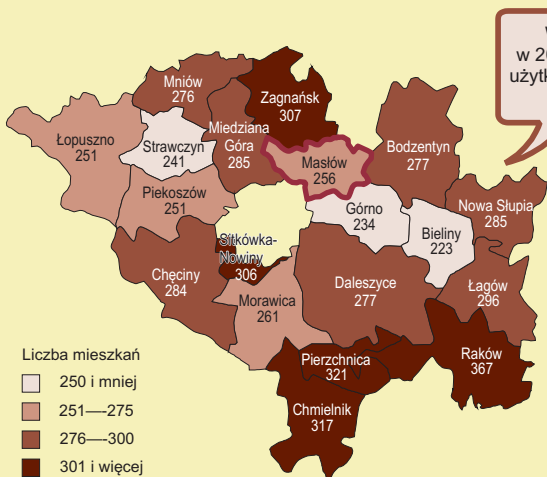 w 20
użytk
Mniów
276
Zagnańsk
307
Łopuszno
251
Strawczyn
241
Miedziana
Góra
285
Masłów
256
Bodzentyn
277
Piekoszów
251
Górno
234
Nowa Słupia
285
Bieliny
223
Sitkówka-
Nowiny
306
Chęciny
284
Morawica
261
Daleszyce
277
Łagów
296
Pierzchnica
321
Raków
367
Chmielnik
317
Liczba mieszkań
250 i mniej
251—-275
276—-300
301 i więcej